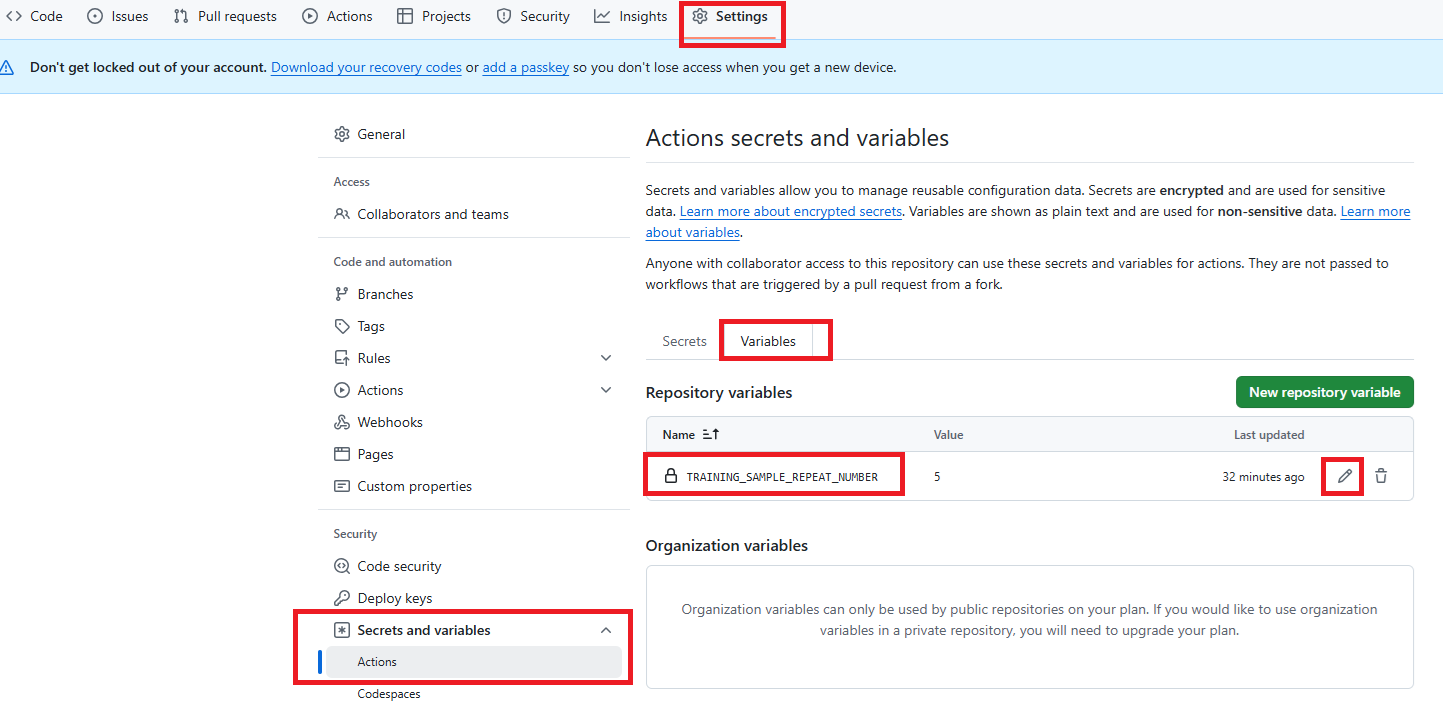 Code Issues Pull requests Actions Projects Security Insights Settings
Don't get locked out of your account. Download your recovery codes or add a passkey so you don't lose access when you get a new device.
General
Access
Collaborators and teams
Code and automation
Branches
Tags
Rules
Actions
Webhooks
Pages
Custom properties
Security
Code security
Deploy keys
Secrets and variables
Actions
Codespaces
Actions secrets and variables
Secrets and variables allow you to manage reusable configuration data. Secrets are encrypted and are used for sensitive
data. Learn more about encrypted secrets. Variables are shown as plain text and are used for non-sensitive data. Learn more
about variables.
Anyone with collaborator access to this repository can use these secrets and variables for actions. They are not passed to
workflows that are triggered by a pull request from a fork.
Secrets Variables
Repository variables New repository variable
Name Value Last updated
TRAINING_SAMPLE_REPEAT_NUMBER 5 32 minutes ago
Organization variables
Organization variables can only be used by public repositories on your plan. If you would like to use organization
variables in a private repository, you will need to upgrade your plan.